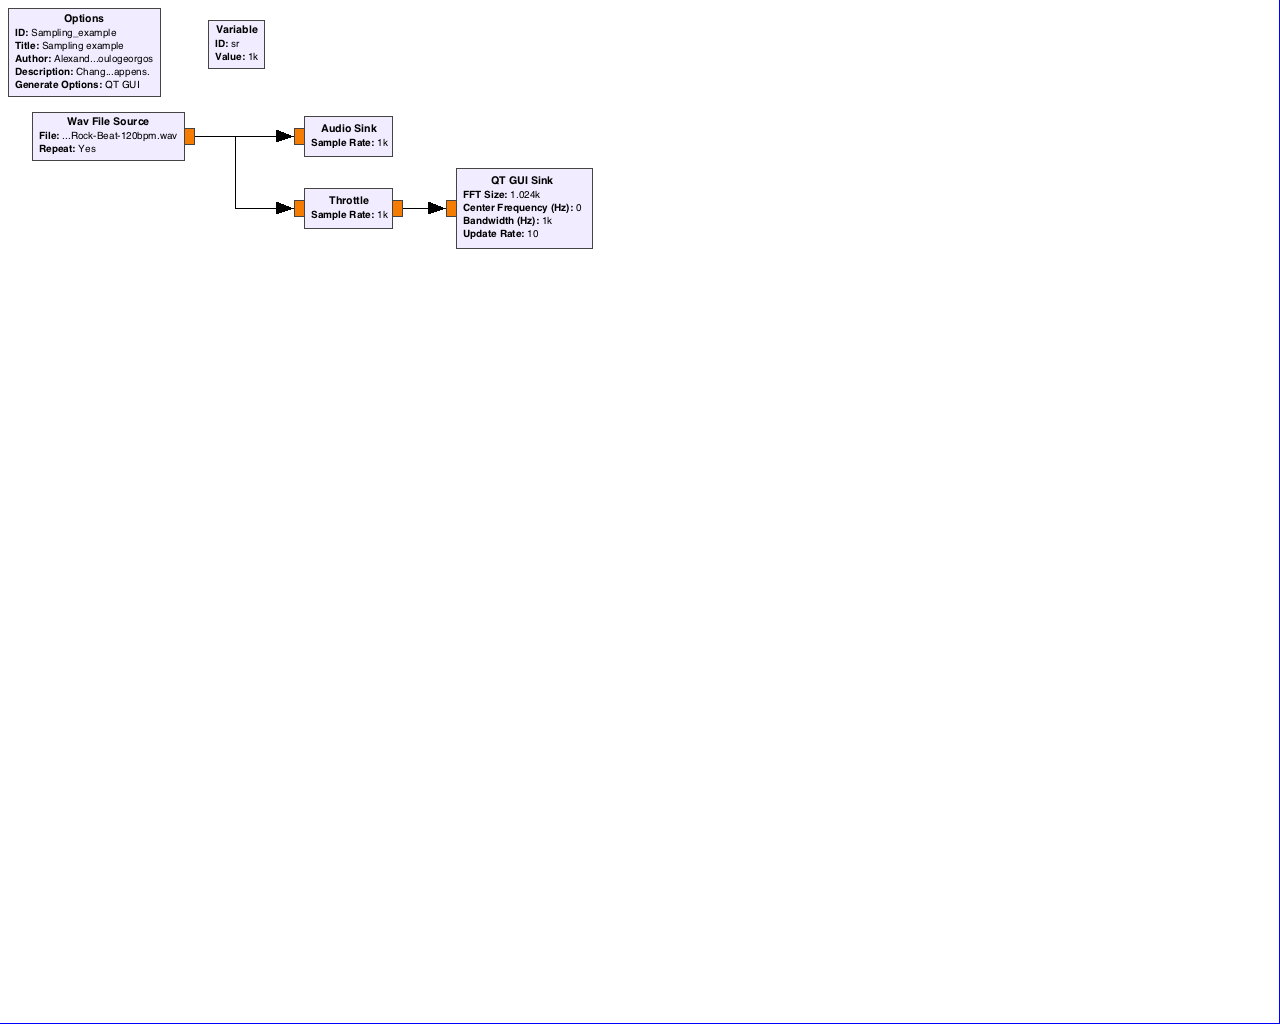 Options
ID: Sampling_example
Title: Sampling example
Author: Alexand...oulogeorgos
Description: Chang...appens.
Generate Options: QT GUI
Variable
ID: sr
Value: 1k
Wav File Source
File: ...Rock-Beat-120bpm.wav
Repeat: Yes
Audio Sink
Sample Rate: 1k
Throttle
Sample Rate: 1k
QT GUI Sink
FFT Size: 1.024k
Center Frequency (Hz): 0
Bandwidth (Hz): 1k
Update Rate: 10